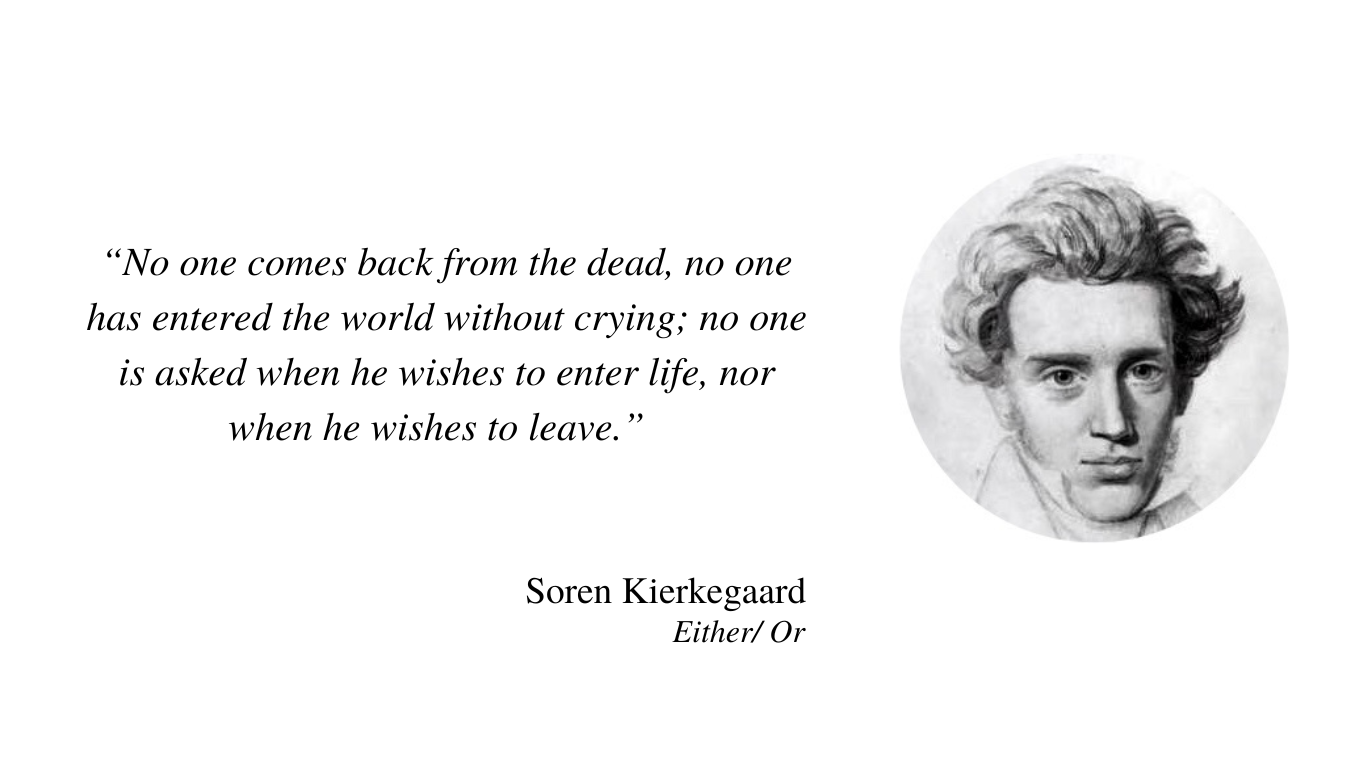 “No one comes back from the dead, no one
has entered the world without crying; no one
is asked when he wishes to enter life, nor
when he wishes to leave.”
Soren Kierkegaard
Either/ Or